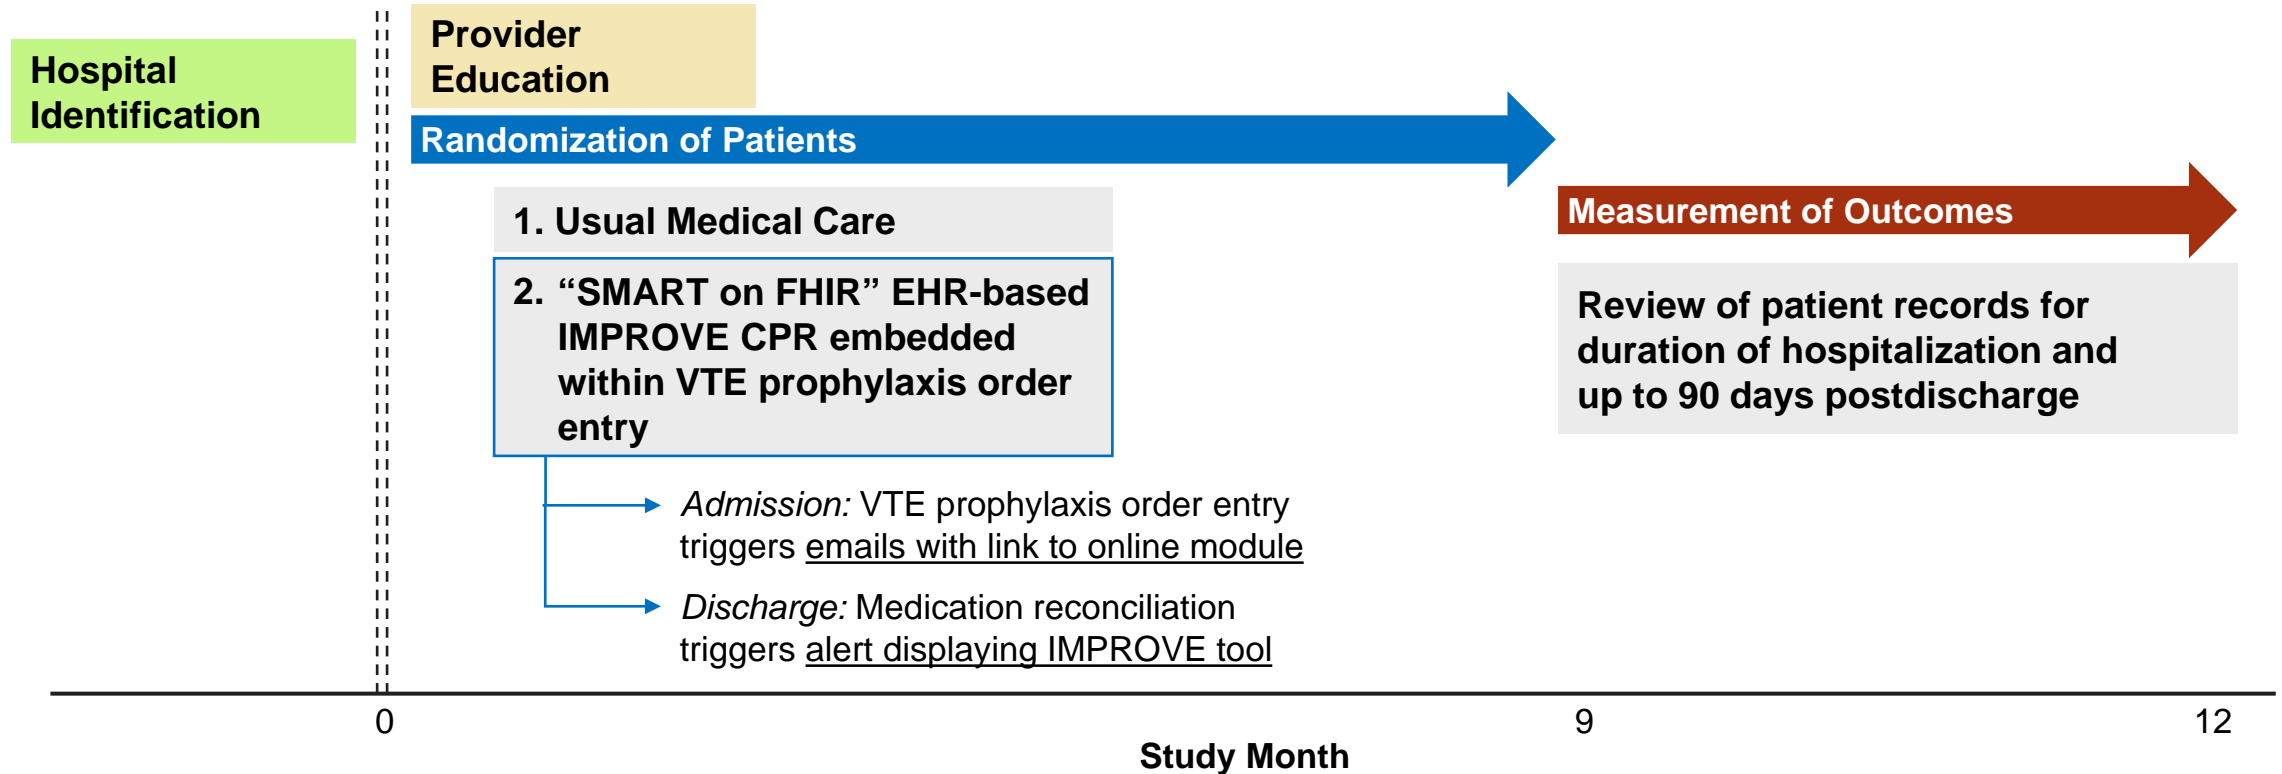 Hospital
Identification
Provider
Education
Randomization of Patients
1. Usual Medical Care
2. “SMART on FHIR” EHR-based
IMPROVE CPR embedded
within VTE prophylaxis order
entry
Admission: VTE prophylaxis order entry
triggers emails with link to online module
Discharge: Medication reconciliation
triggers alert displaying IMPROVE tool
Measurement of Outcomes
Review of patient records for
duration of hospitalization and
up to 90 days postdischarge
0
9
12
Study Month